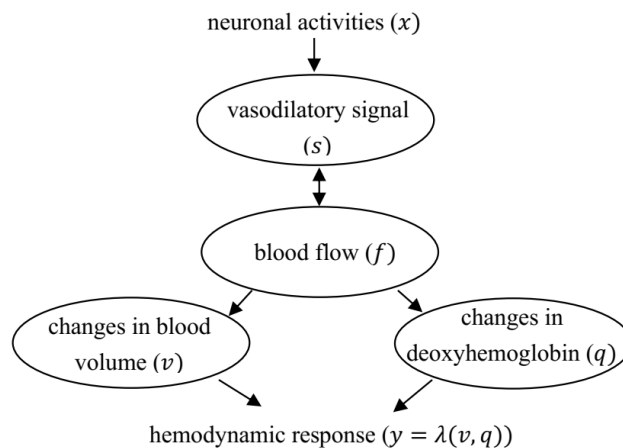 neuronal activities (x)
vasodilatory signal
(s)
blood flow (f)
changes in blood
volume (v)
changes in
deoxyhemoglobin (q)
hemodynamic response (y = λ(v, q))